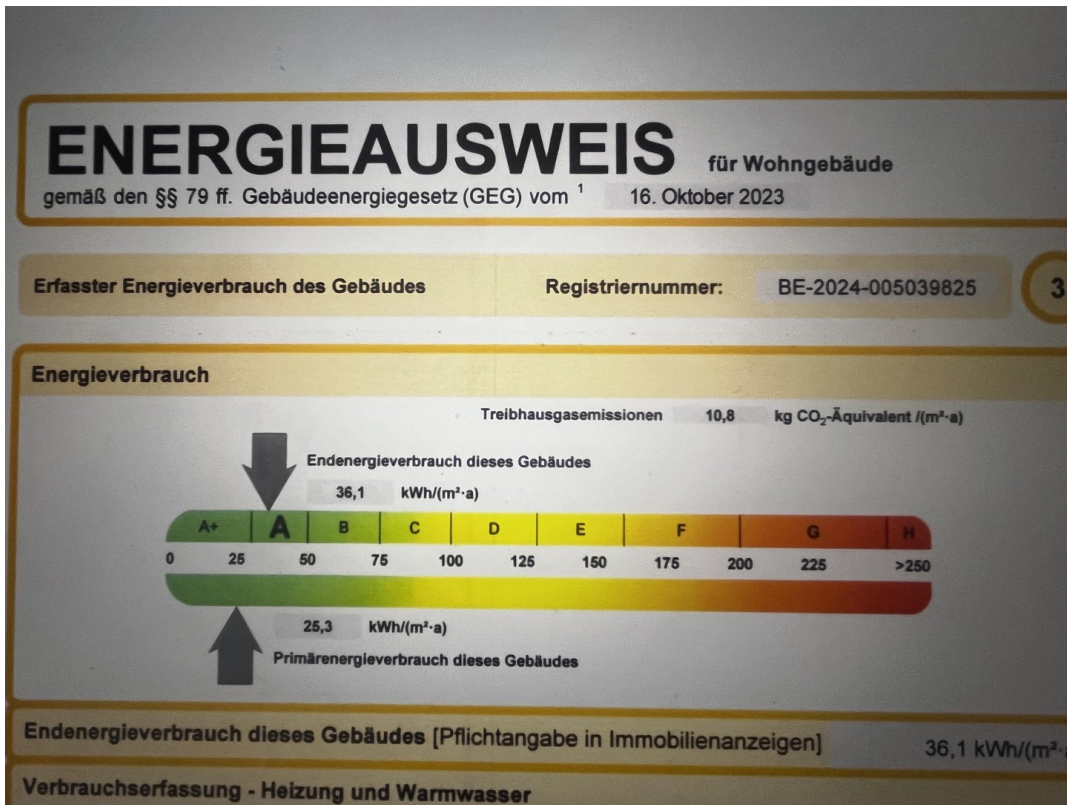 ENERGIEAUSWEIS für Wohngebäude
gemäß den §§ 79 ff. Gebäudeenergiegesetz (GEG) vom ¹ 16. Oktober 2023
Erfasster Energieverbrauch des Gebäudes Registriernummer: BE-2024-005039825 3
Energieverbrauch
Treibhausgasemissionen 10,8 kg CO₂-Äquivalent /(m²·a)
Endenergieverbrauch dieses Gebäudes
36,1 kWh/(m²·a)
A+ A B C D E F G H
0 25 50 75 100 125 150 175 200 225 >250
25,3 kWh/(m²·a)
Primärenergieverbrauch dieses Gebäudes
Endenergieverbrauch dieses Gebäudes [Pflichtangabe in Immobilienanzeigen] 36,1 kWh/(m²·a
Verbrauchserfassung - Heizung und Warmwasser